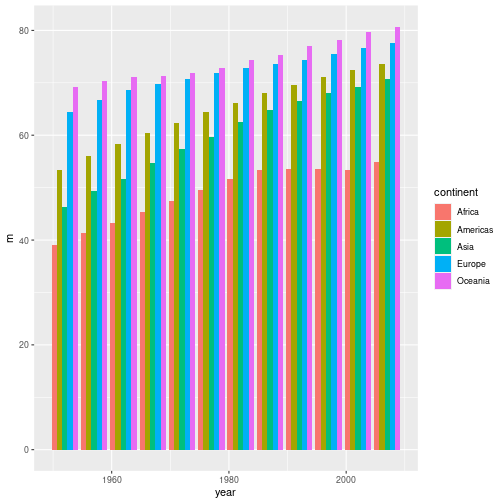 80
60
40
20
0
m
1960
1980
2000
year
continent
Africa
Americas
Asia
Europe
Oceania